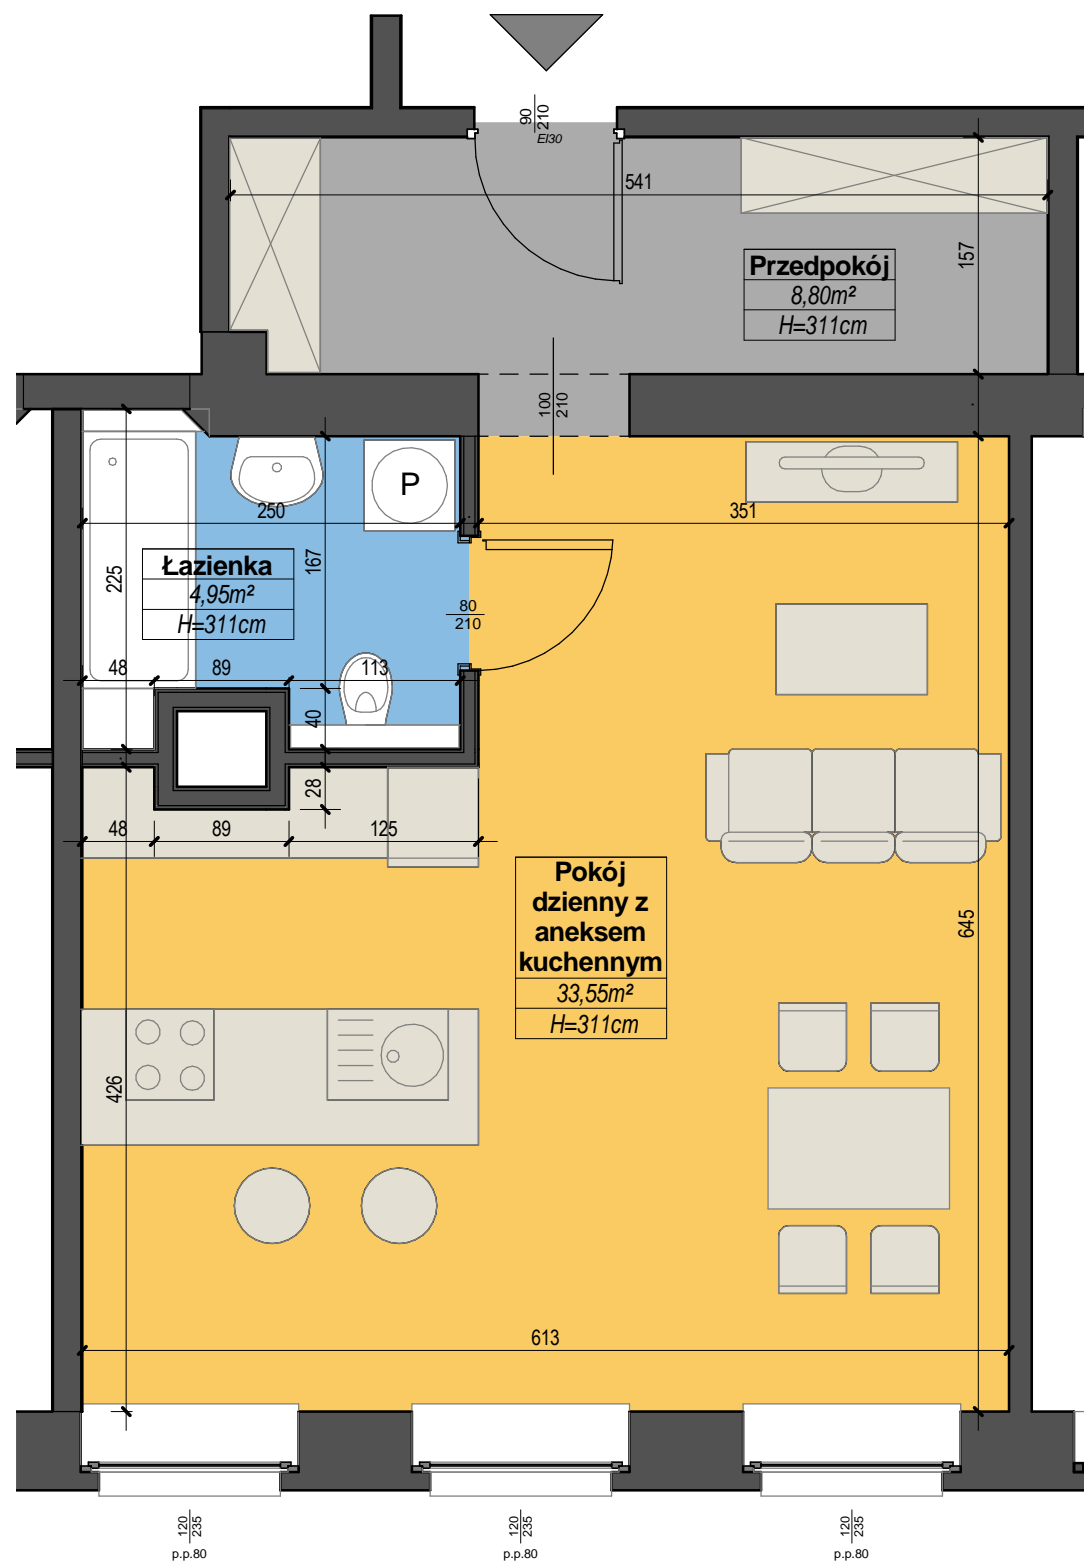 90
210
EI30
541
157
Przedpokój
8,80m²
H=311cm
100
210
P
250
351
167
225
Łazienka
4,95m²
H=311cm
80
210
48
89
113
40
28
48
89
125
Pokój
dzienny z
aneksem
kuchennym
33,55m²
H=311cm
645
426
613
120
235
p.p.80
120
235
p.p.80
120
235
p.p.80